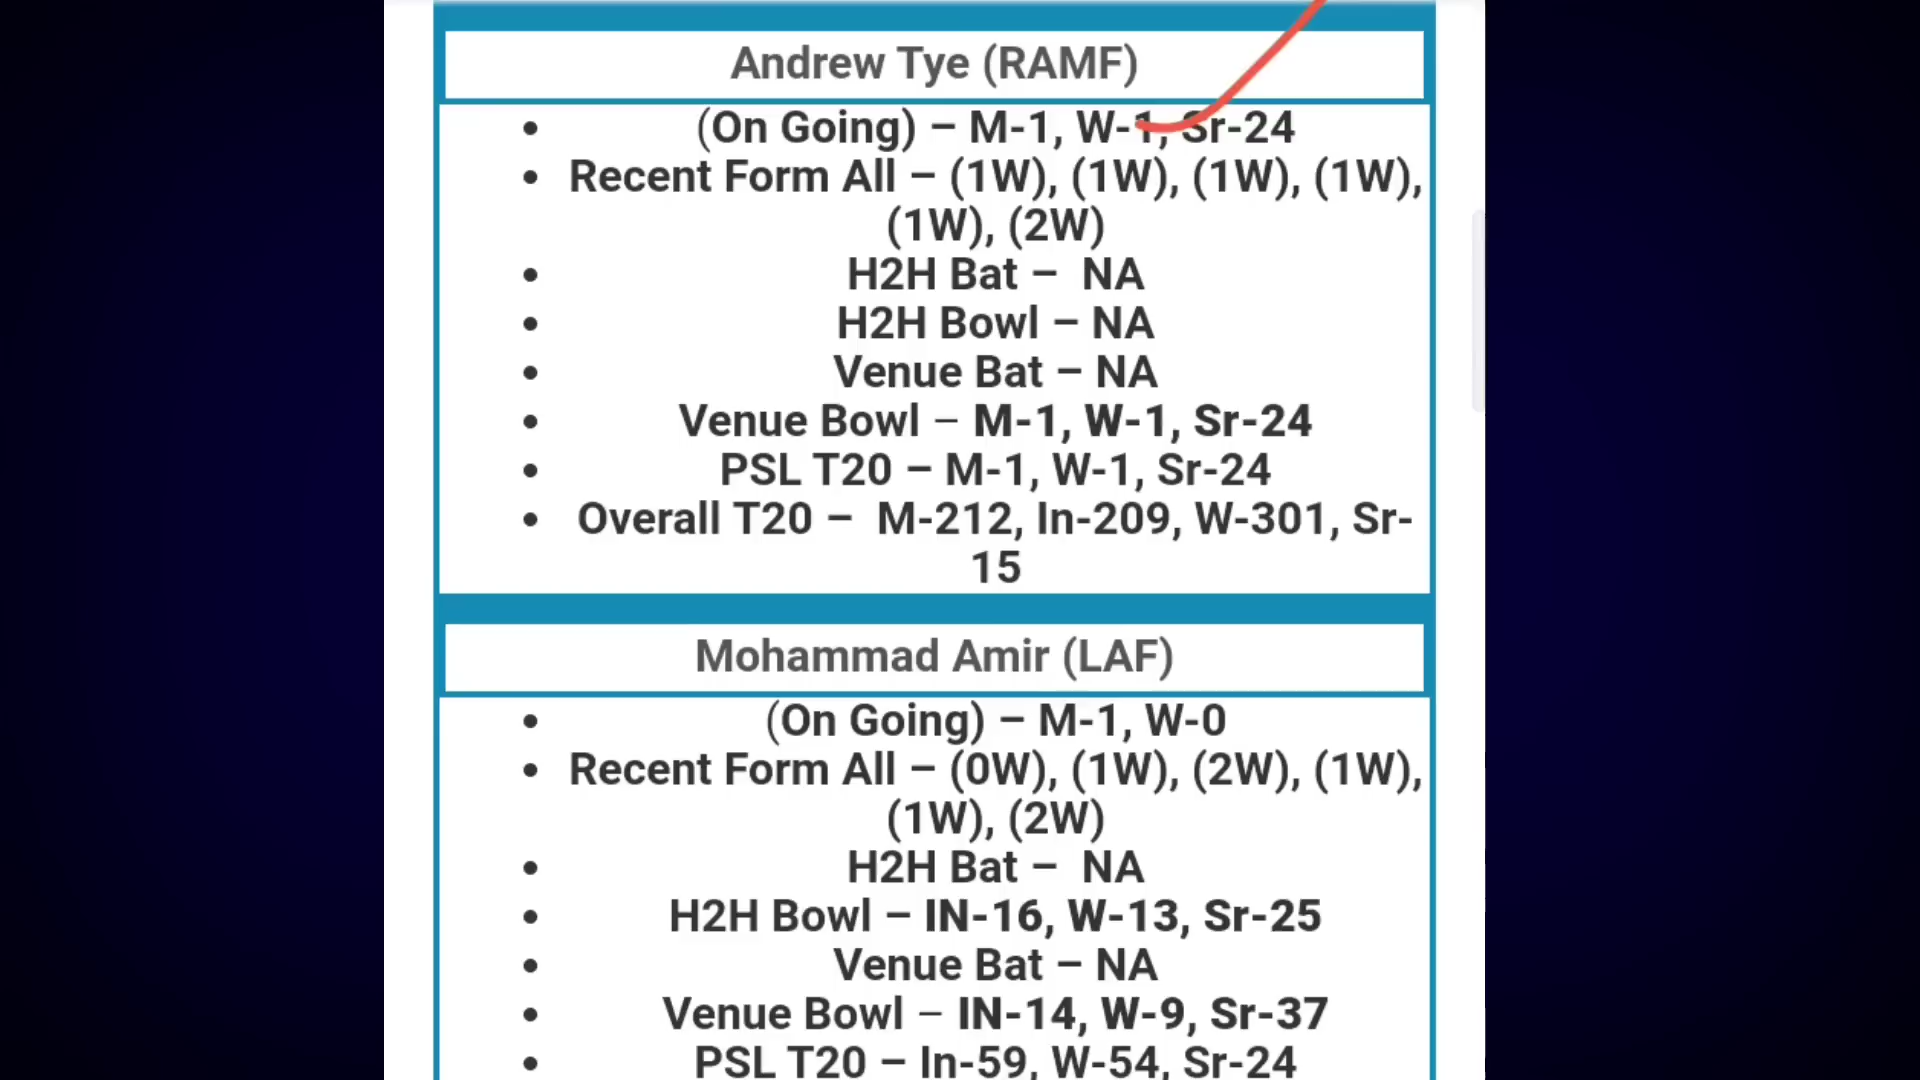 Andrew Tye (RAMF)
• (On Going) – M-1, W-1, Sr-24
• Recent Form All – (1W), (1W), (1W), (1W),
(1W), (2W)
• H2H Bat – NA
• H2H Bowl – NA
• Venue Bat – NA
• Venue Bowl – M-1, W-1, Sr-24
• PSL T20 – M-1, W-1, Sr-24
• Overall T20 – M-212, In-209, W-301, Sr-
15
Mohammad Amir (LAF)
• (On Going) – M-1, W-0
• Recent Form All – (0W), (1W), (2W), (1W),
(1W), (2W)
• H2H Bat – NA
• H2H Bowl – IN-16, W-13, Sr-25
• Venue Bat – NA
• Venue Bowl – IN-14, W-9, Sr-37
• PSL T20 – In-59, W-54, Sr-24